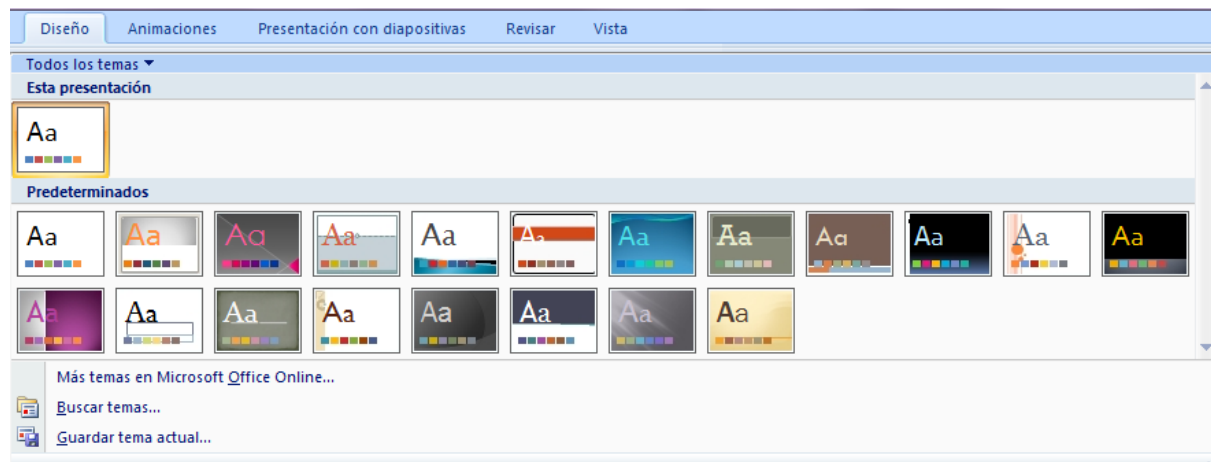 Diseño Animaciones Presentación con diapositivas Revisar Vista
Todos los temas
Esta presentación
Aa
Predeterminados
Aa Aa Aa Aa Aa Aa Aa Aa Aa Aa Aa Aa
Aa Aa Aa Aa Aa Aa Aa Aa
Más temas en Microsoft Office Online...
Buscar temas...
Guardar tema actual...